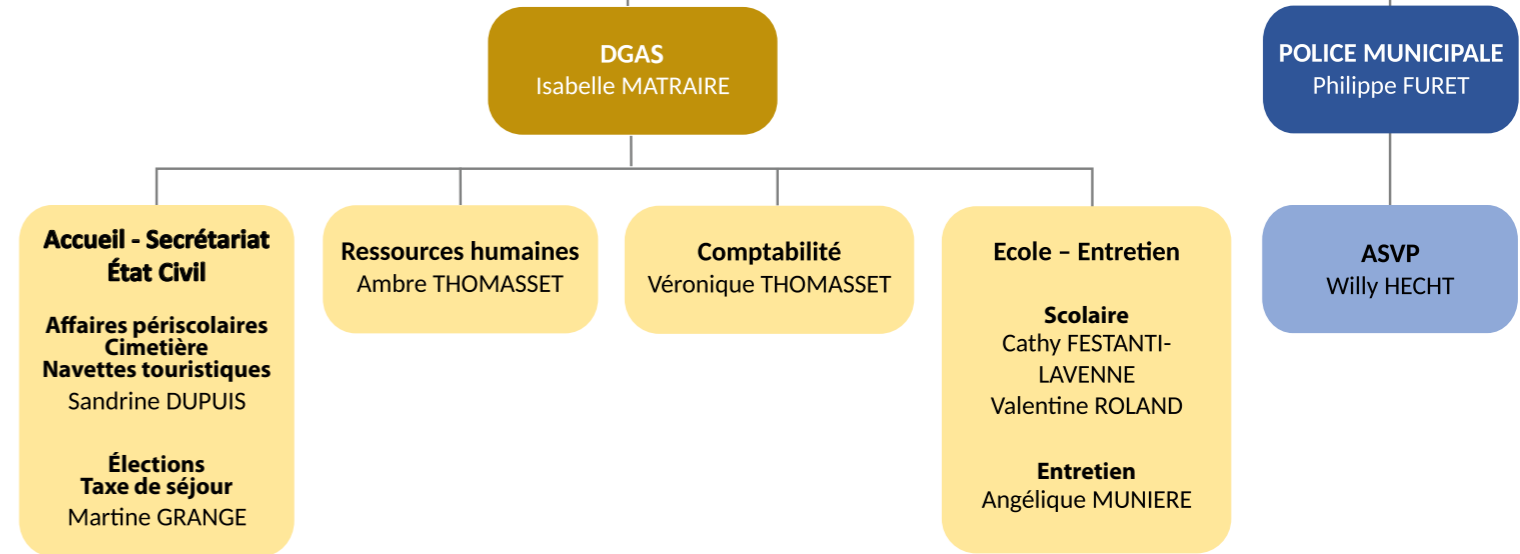 DGAS
Isabelle MATRAIRE
POLICE MUNICIPALE
Philippe FURET
Accueil - Secrétariat
État Civil
Affaires périscolaires
Cimetière
Navettes touristiques
Sandrine DUPUIS
Élections
Taxe de séjour
Martine GRANGE
Ressources humaines
Ambre THOMASSET
Comptabilité
Véronique THOMASSET
Ecole – Entretien
Scolaire
Cathy FESTANTI-
LAVENNE
Valentine ROLAND
Entretien
Angélique MUNIERE
ASVP
Willy HECHT